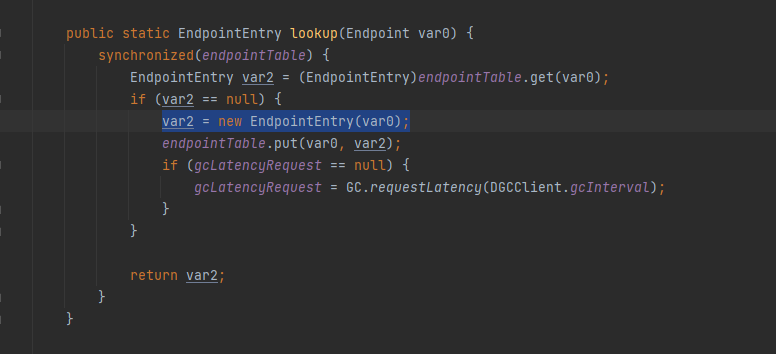 public static EndpointEntry lookup(Endpoint var0) {
synchronized(endpointTable) {
EndpointEntry var2 = (EndpointEntry)endpointTable.get(var0);
if (var2 == null) {
var2 = new EndpointEntry(var0);
endpointTable.put(var0, var2);
if (gcLatencyRequest == null) {
gcLatencyRequest = GC.requestLatency(DGCClient.gcInterval);
}
}
return var2;
}
}